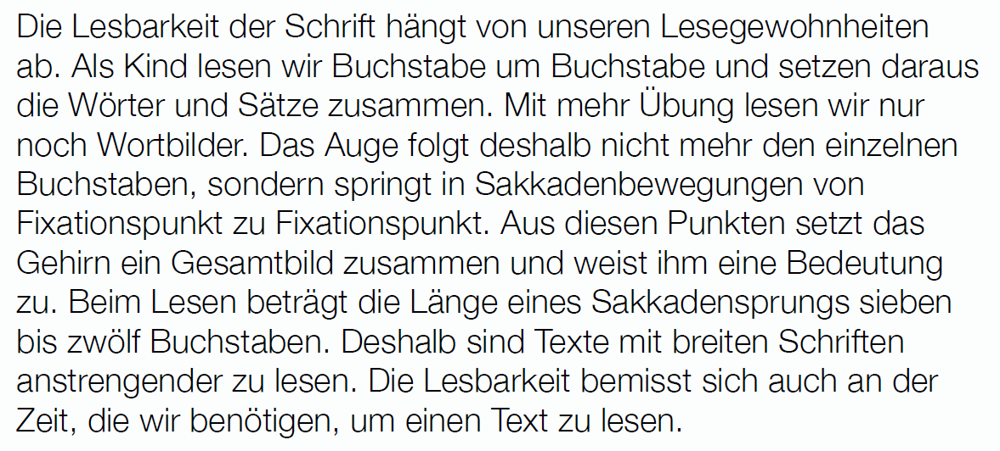 Die Lesbarkeit der Schrift hängt von unseren Lesegewohnheiten
ab. Als Kind lesen wir Buchstabe um Buchstabe und setzen daraus
die Wörter und Sätze zusammen. Mit mehr Übung lesen wir nur
noch Wortbilder. Das Auge folgt deshalb nicht mehr den einzelnen
Buchstaben, sondern springt in Sakkadenbewegungen von
Fixationspunkt zu Fixationspunkt. Aus diesen Punkten setzt das
Gehirn ein Gesamtbild zusammen und weist ihm eine Bedeutung
zu. Beim Lesen beträgt die Länge eines Sakkadensprungs sieben
bis zwölf Buchstaben. Deshalb sind Texte mit breiten Schriften
anstrengender zu lesen. Die Lesbarkeit bemisst sich auch an der
Zeit, die wir benötigen, um einen Text zu lesen.